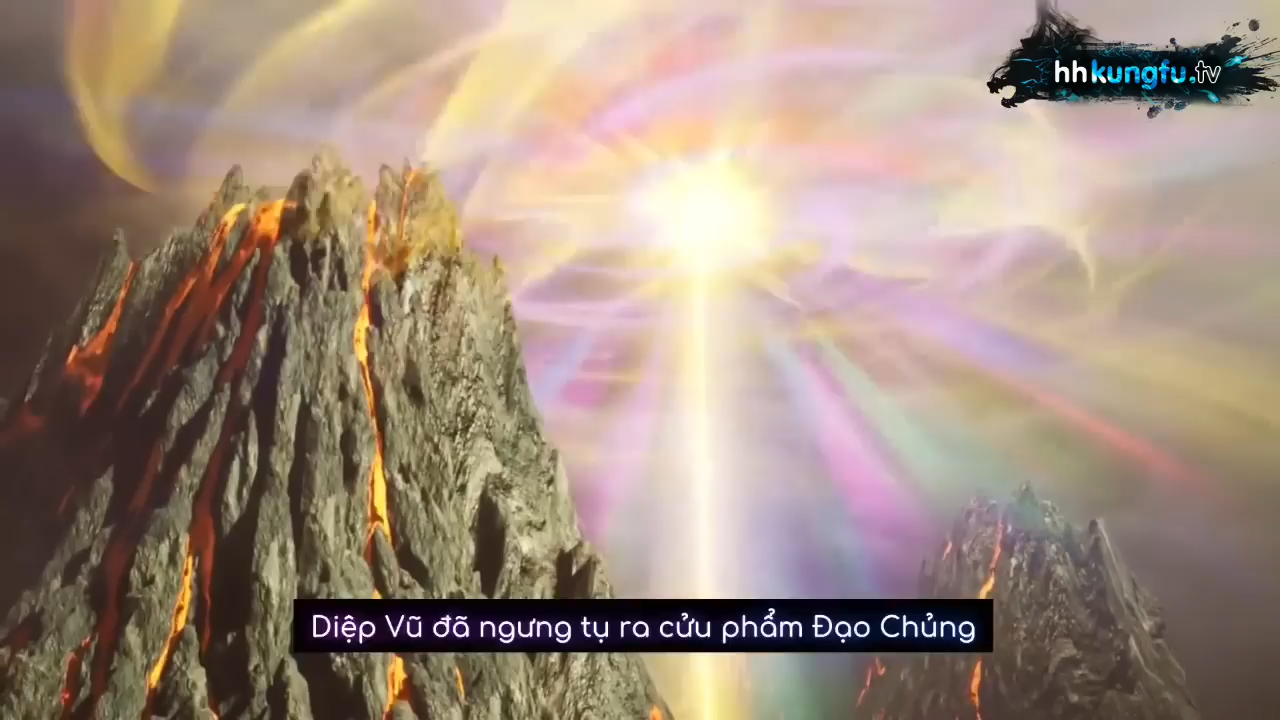 hhkungfu.tv
Diệp Vũ đã ngưng tụ ra cửu phẩm Đạo Chủng